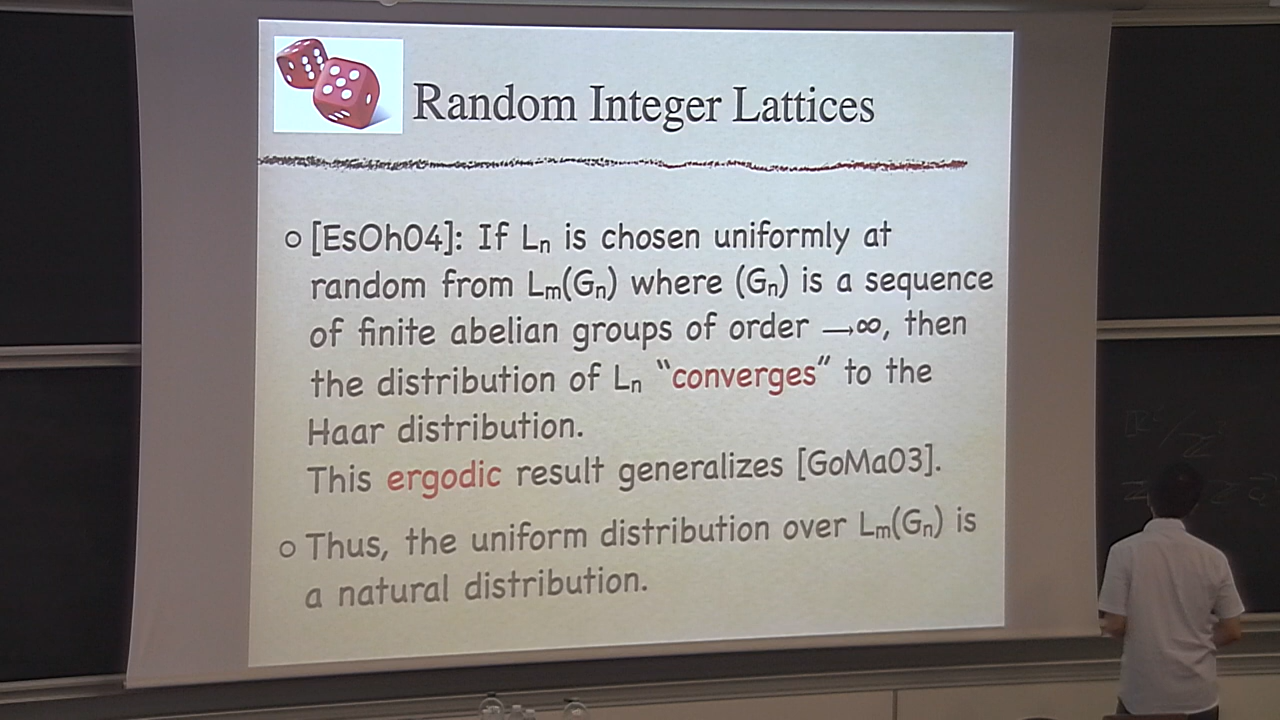 Random Integer Lattices
○ [EsOh04]: If Lₙ is chosen uniformly at
random from Lₘ(Gₙ) where (Gₙ) is a sequence
of finite abelian groups of order →∞, then
the distribution of Lₙ “converges” to the
Haar distribution.
This ergodic result generalizes [GoMa03].
○ Thus, the uniform distribution over Lₘ(Gₙ) is
a natural distribution.